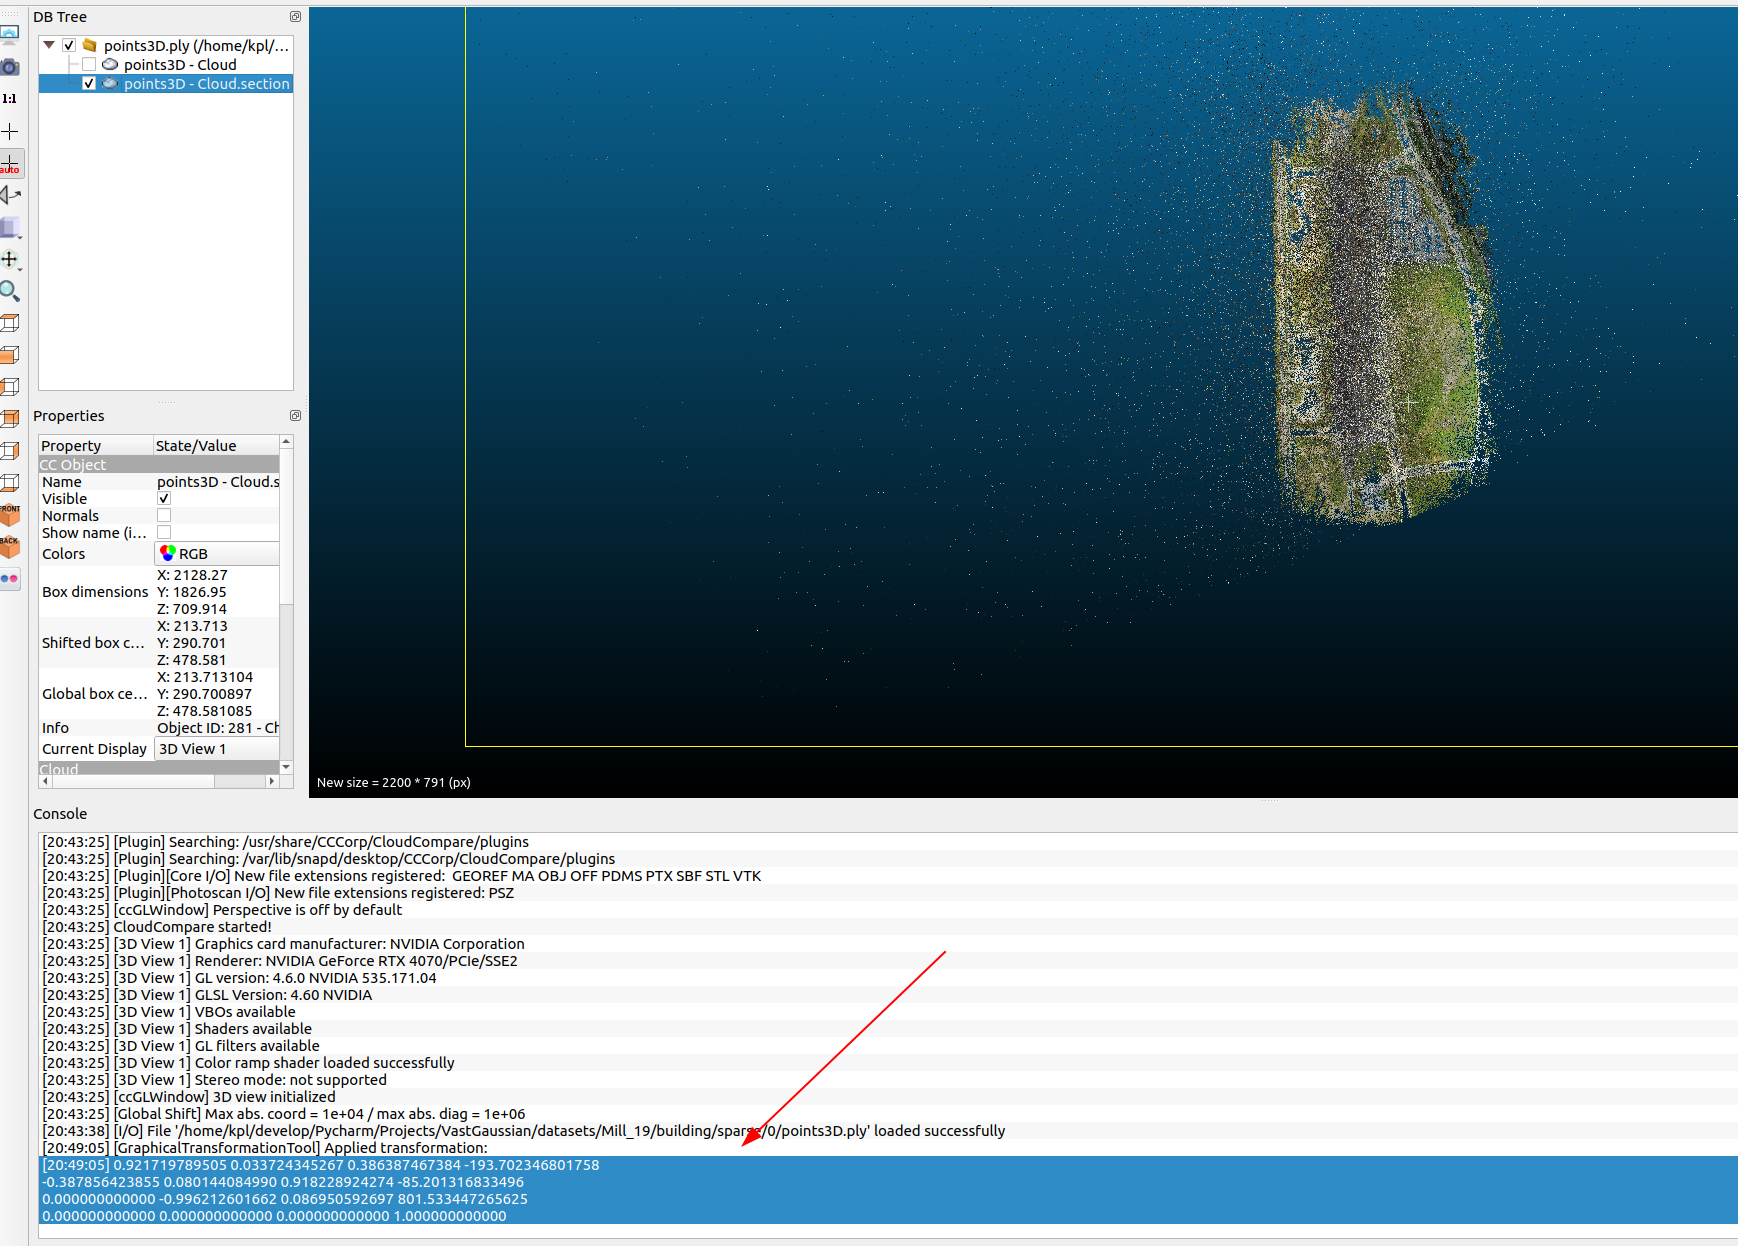 DB Tree
points3D.ply (/home/kpl/...
points3D - Cloud
points3D - Cloud.section
1:1
auto
FRONT
BACK
Properties
Property State/Value
CC Object
Name points3D - Cloud.s
Visible
Normals
Show name (i...
Colors RGB
X: 2128.27
Box dimensions Y: 1826.95
Z: 709.914
X: 213.713
Shifted box c... Y: 290.701
Z: 478.581
X: 213.713104
Global box ce... Y: 290.700897
Z: 478.581085
Info Object ID: 281 - Ch
Current Display 3D View 1
Cloud
New size = 2200 * 791 (px)
Console
[20:43:25] [Plugin] Searching: /usr/share/CCCorp/CloudCompare/plugins
[20:43:25] [Plugin] Searching: /var/lib/snapd/desktop/CCCorp/CloudCompare/plugins
[20:43:25] [Plugin][Core I/O] New file extensions registered: GEOREF MA OBJ OFF PDMS PTX SBF STL VTK
[20:43:25] [Plugin][Photoscan I/O] New file extensions registered: PSZ
[20:43:25] [ccGLWindow] Perspective is off by default
[20:43:25] CloudCompare started!
[20:43:25] [3D View 1] Graphics card manufacturer: NVIDIA Corporation
[20:43:25] [3D View 1] Renderer: NVIDIA GeForce RTX 4070/PCIe/SSE2
[20:43:25] [3D View 1] GL version: 4.6.0 NVIDIA 535.171.04
[20:43:25] [3D View 1] GLSL Version: 4.60 NVIDIA
[20:43:25] [3D View 1] VBOs available
[20:43:25] [3D View 1] Shaders available
[20:43:25] [3D View 1] GL filters available
[20:43:25] [3D View 1] Color ramp shader loaded successfully
[20:43:25] [3D View 1] Stereo mode: not supported
[20:43:25] [ccGLWindow] 3D view initialized
[20:43:25] [Global Shift] Max abs. coord = 1e+04 / max abs. diag = 1e+06
[20:43:38] [I/O] File '/home/kpl/develop/Pycharm/Projects/VastGaussian/datasets/Mill_19/building/sparse/0/points3D.ply' loaded successfully
[20:49:05] [GraphicalTransformationTool] Applied transformation:
[20:49:05] 0.921719789505 0.033724345267 0.386387467384 -193.702346801758
-0.387856423855 0.080144084990 0.918228924274 -85.201316833496
0.000000000000 -0.996212601662 0.086950592697 801.533447265625
0.000000000000 0.000000000000 0.000000000000 1.000000000000